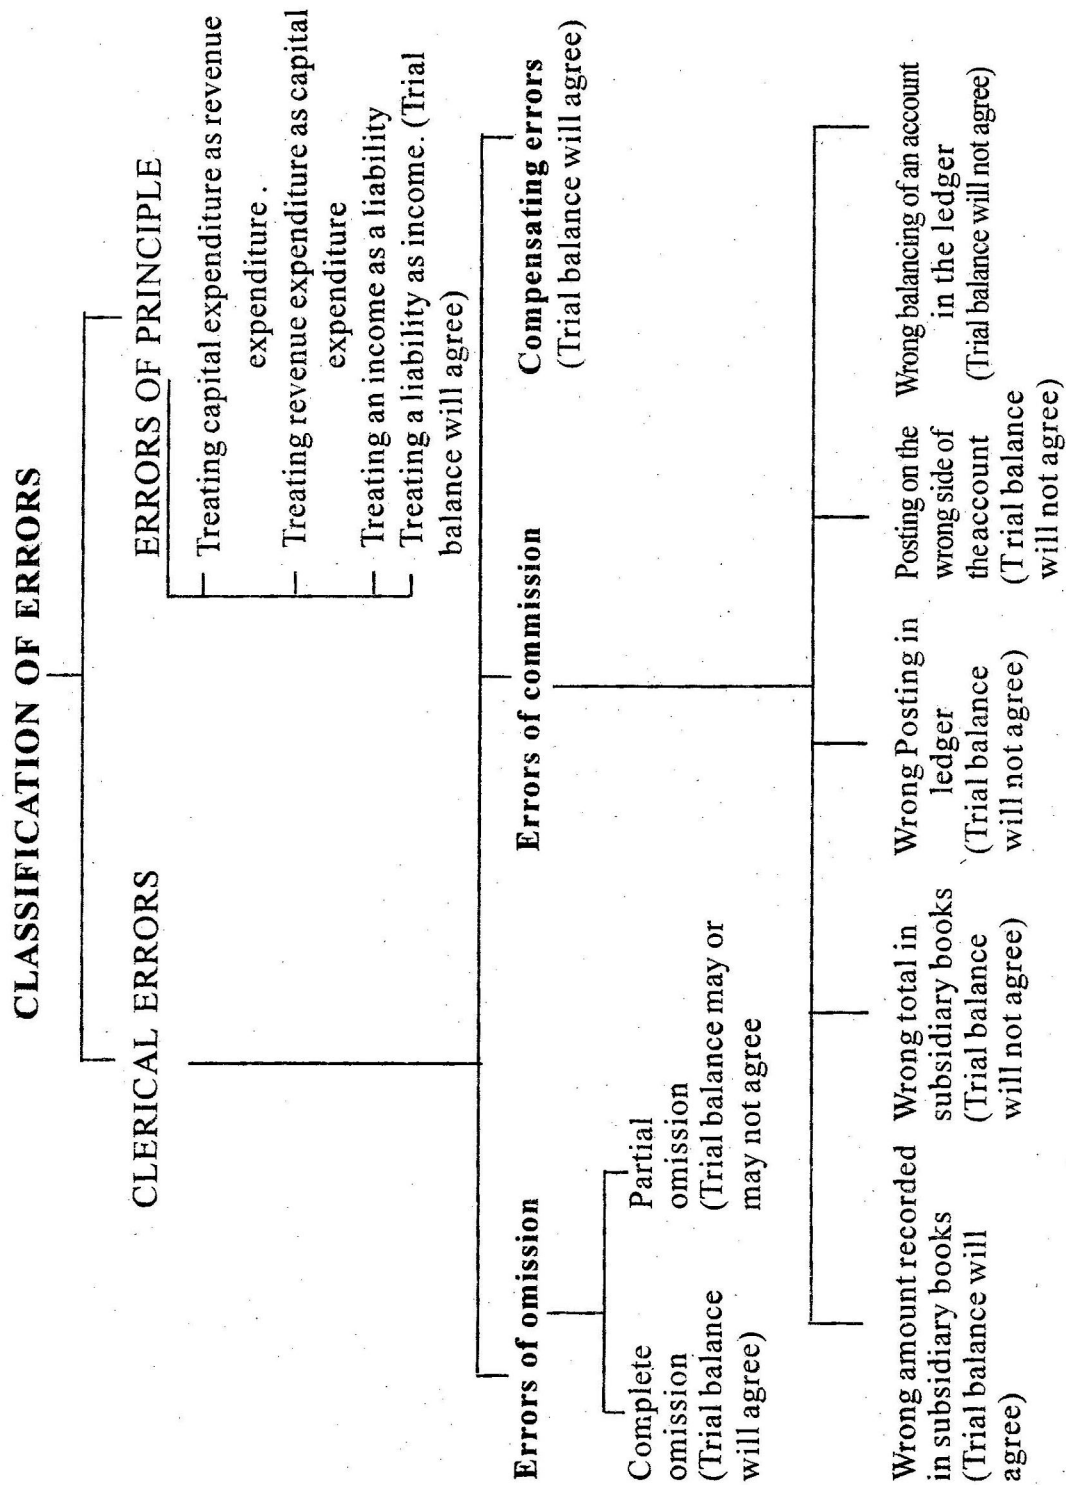 CLASSIFICATION OF ERRORS
CLERICAL ERRORS
ERRORS OF PRINCIPLE
Treating capital expenditure as revenue
expenditure.
Treating revenue expenditure as capital
expenditure
Treating an income as a liability
Treating a liability as income. (Trial
balance will agree)
Errors of omission
Errors of commission
Compensating errors
(Trial balance will agree)
Complete
omission
(Trial balance
will agree)
Partial
omission
(Trial balance may or
may not agree
Wrong amount recorded
in subsidiary books
(Trial balance will
agree)
Wrong total in
subsidiary books
(Trial balance
will not agree)
Wrong Posting in
ledger
(Trial balance
will not agree)
Posting on the
wrong side of
theaccount
(Trial balance
will not agree)
Wrong balancing of an account
in the ledger
(Trial balance will not agree)